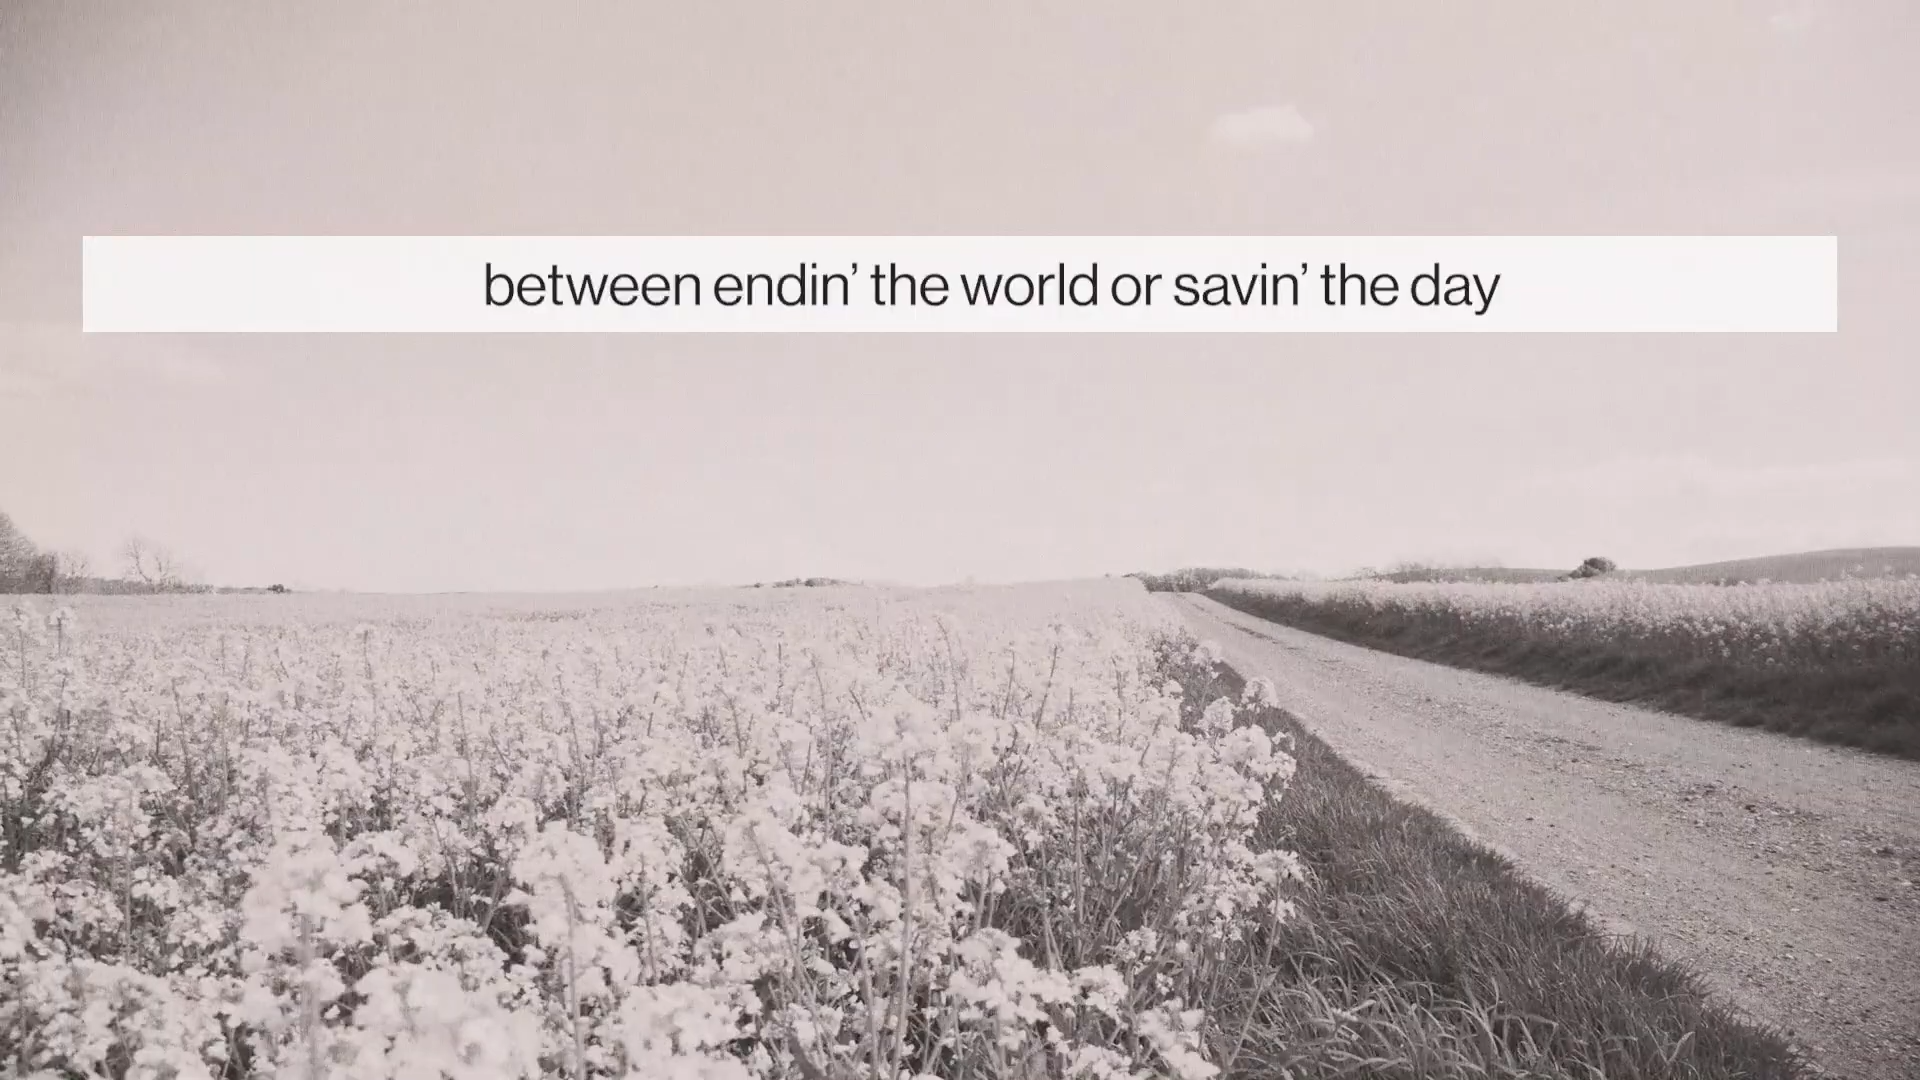 between endin’ the world or savin’ the day